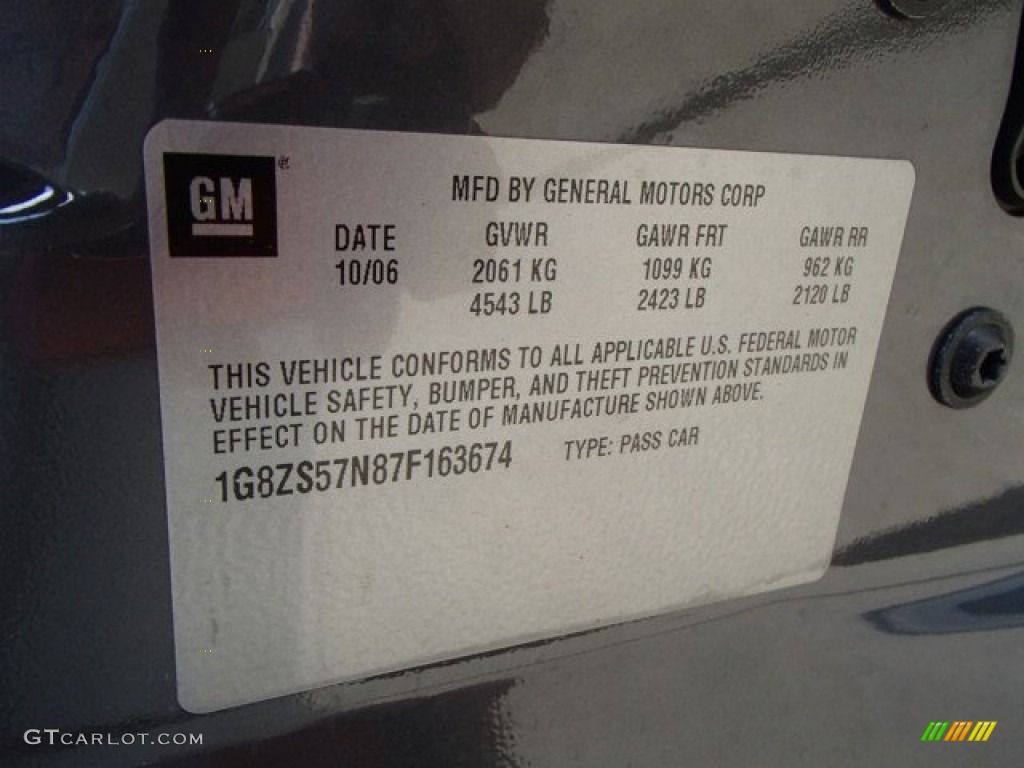 GM
MFD BY GENERAL MOTORS CORP
DATE GVWR GAWR FRT GAWR RR
10/06 2061 KG 1099 KG 962 KG
4543 LB 2423 LB 2120 LB
THIS VEHICLE CONFORMS TO ALL APPLICABLE U.S. FEDERAL MOTOR
VEHICLE SAFETY, BUMPER, AND THEFT PREVENTION STANDARDS IN
EFFECT ON THE DATE OF MANUFACTURE SHOWN ABOVE.
1G8ZS57N87F163674 TYPE: PASS CAR
GTCARLOT.COM